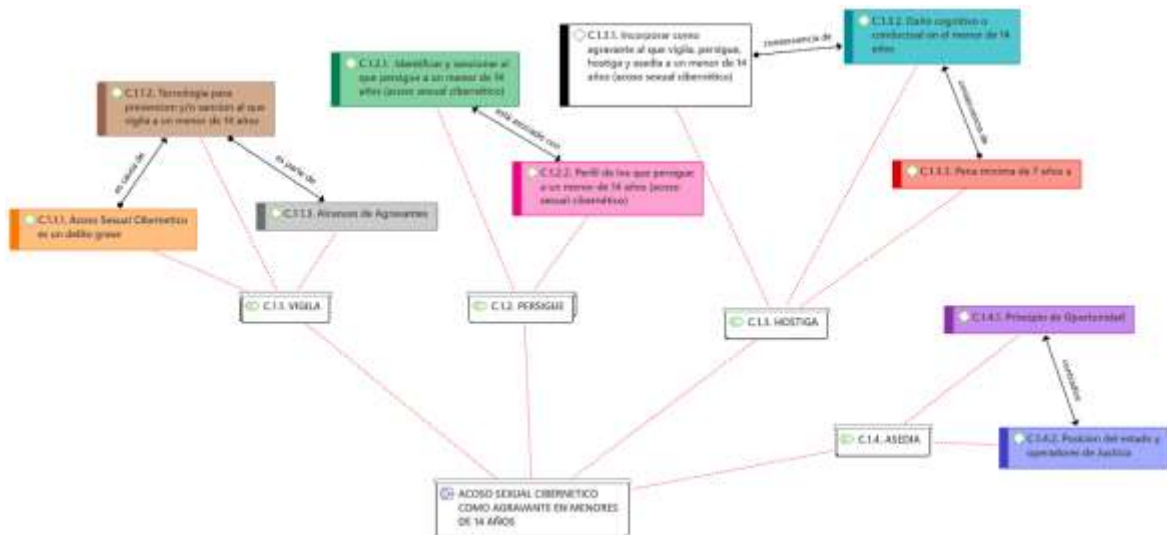 C.1.1.2. Tecnologia para
prevencion y/o sancion al que
vigila a un menor de 14 años
es causa de
es parte de
C.1.1.1. Acoso Sexual Cibernetico
es un delito grave
C.1.1.3. Alcances de Agravantes
C.1.1. VIGILA
C.1.2.1. Identificar y sancionar al
que persigue a un menor de 14
años (acoso sexual cibernético)
está asociado con
C.1.2.2. Perfil de los que persigue
a un menor de 14 años (acoso
sexual cibernético)
C.1.2. PERSIGUE
C.1.3.1. Incorporar como
agravante al que vigila, persigue,
hostiga y asedia a un menor de 14
años (acoso sexual cibernético)
consecuencia de
C.1.3.2. Daño cognitivo o
conductual en el menor de 14
años
consecuencia de
C.1.3.3. Pena minima de 7 años a
C.1.3. HOSTIGA
C.1.4.1. Principio de Oportunidad
contradice
C.1.4.2. Posicion del estado y
operadores de Justicia
C.1.4. ASEDIA
ACOSO SEXUAL CIBERNETICO
COMO AGRAVANTE EN MENORES
DE 14 AÑOS